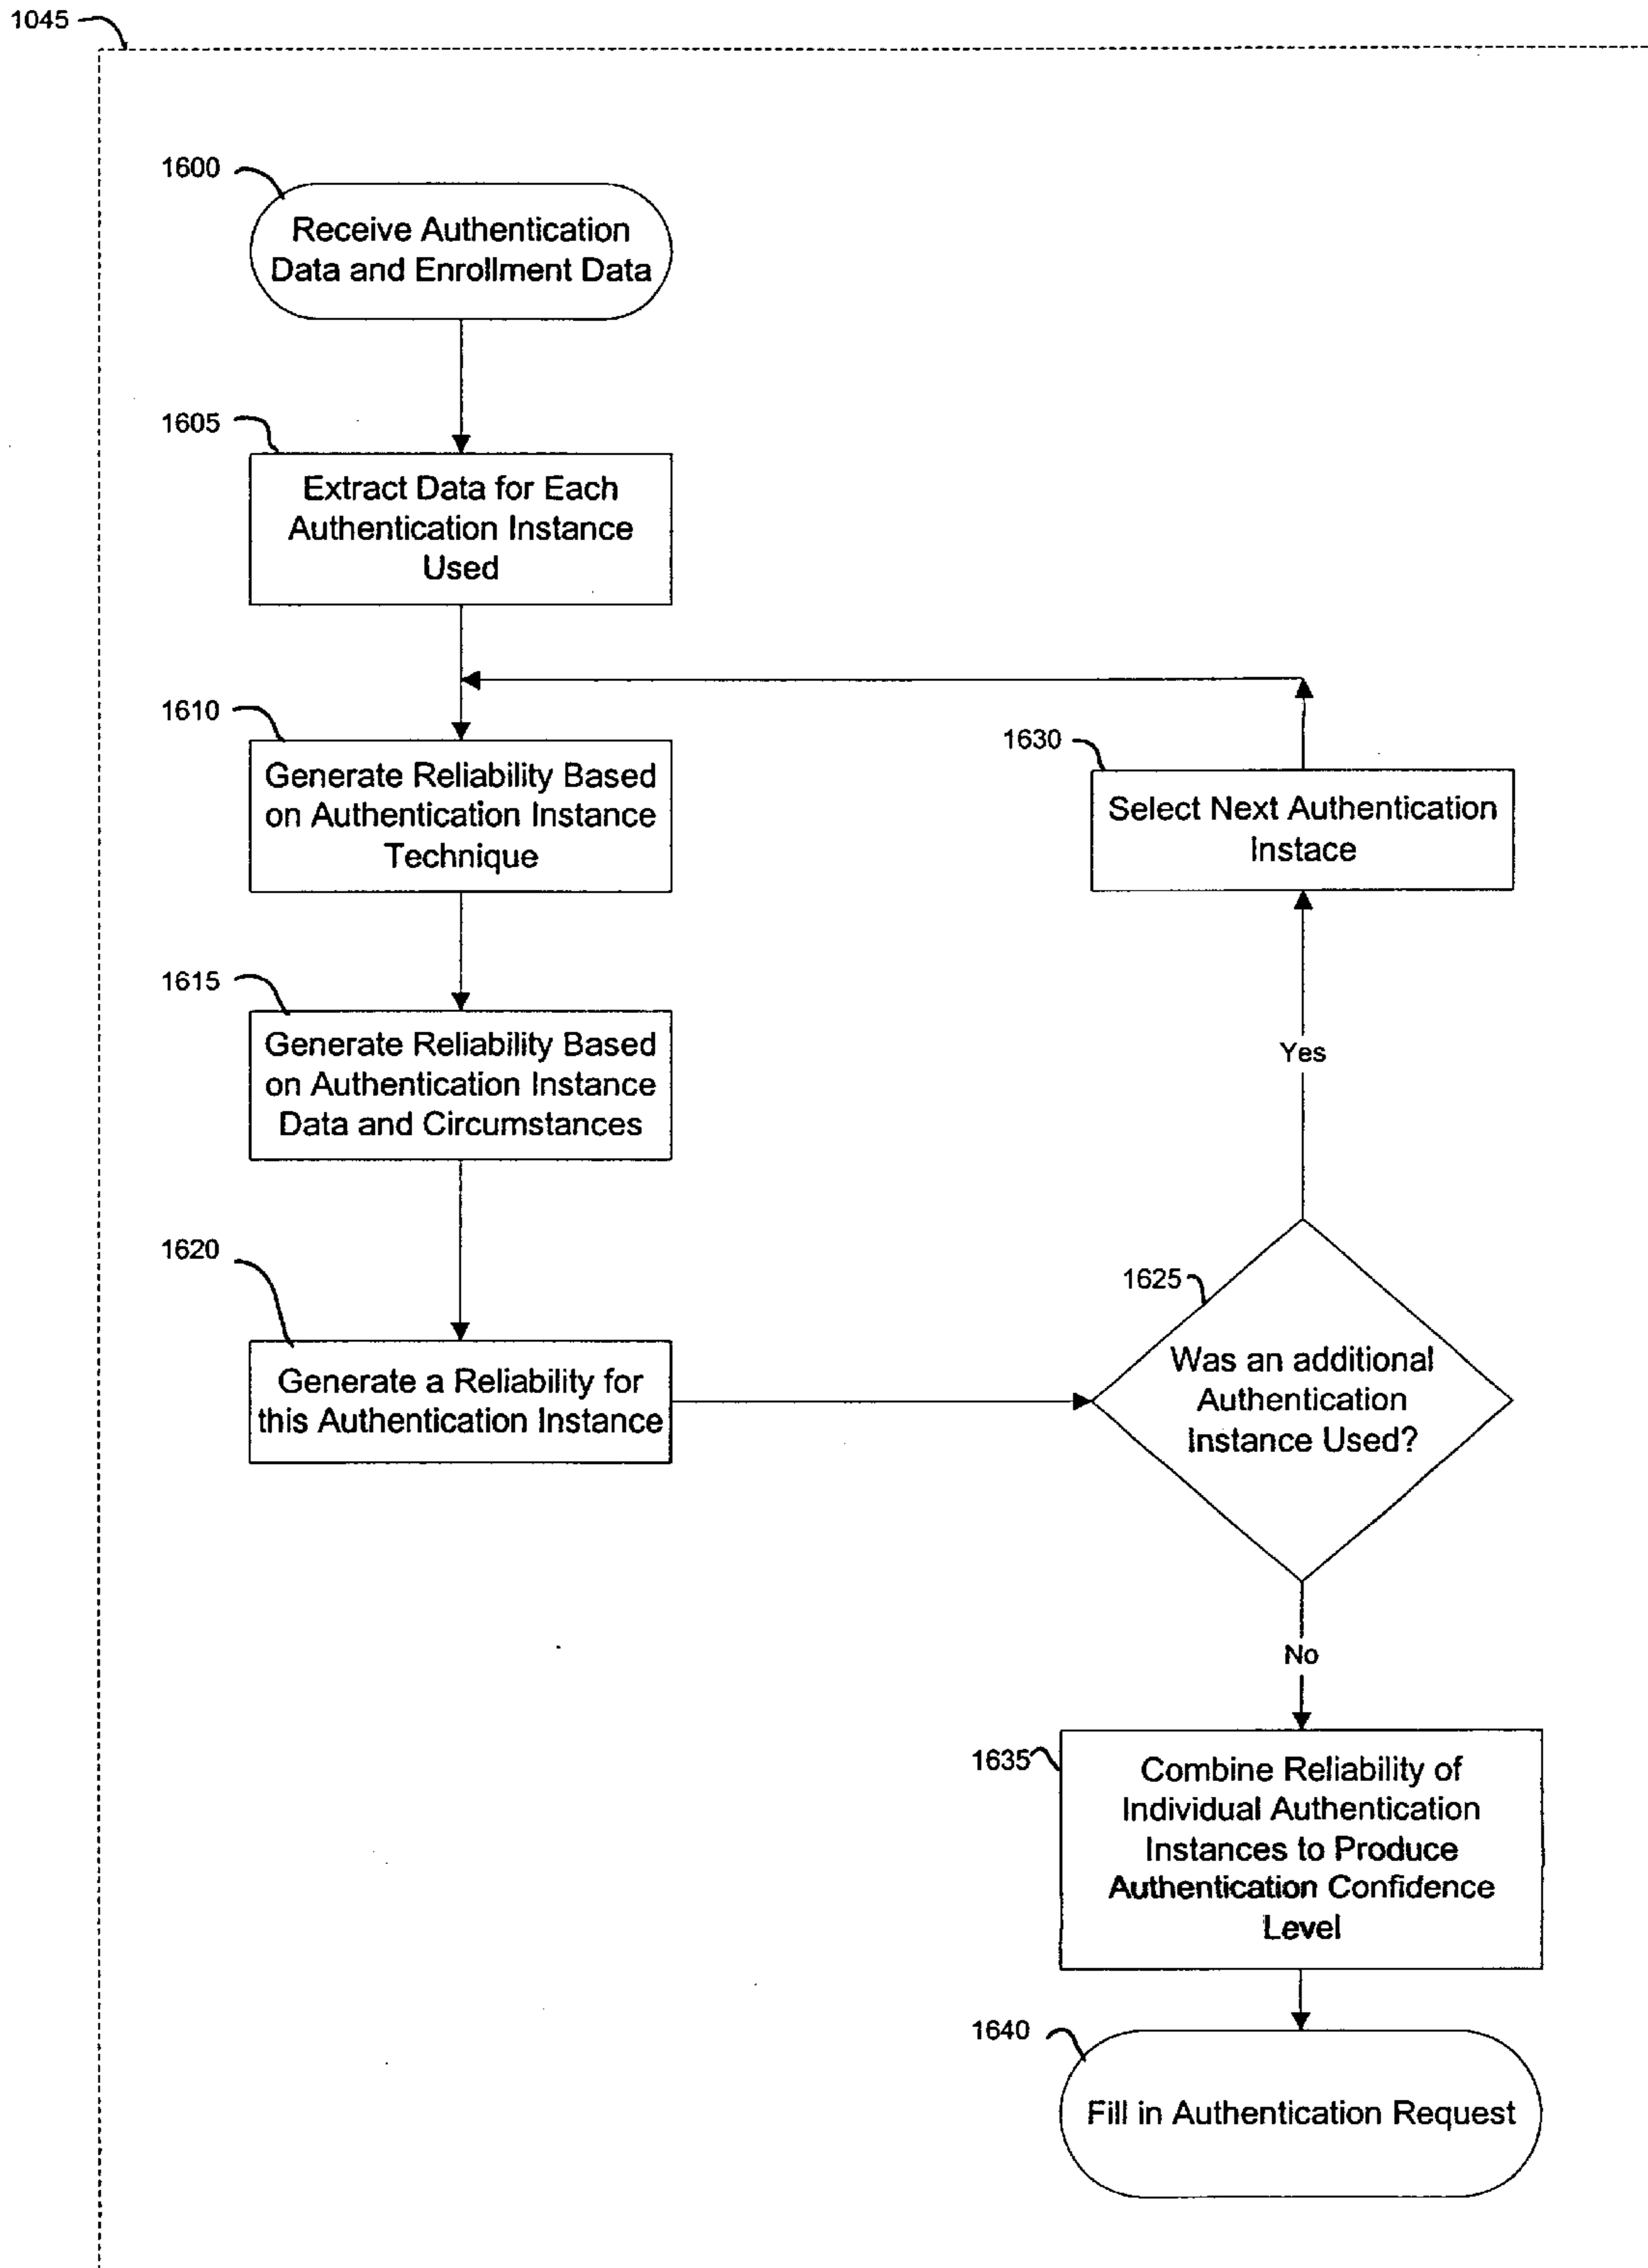 1045
1600
Receive Authentication
Data and Enrollment Data
1605
Extract Data for Each
Authentication Instance
Used
1610
Generate Reliability Based
on Authentication Instance
Technique
1630
Select Next Authentication
Instace
1615
Generate Reliability Based
on Authentication Instance
Data and Circumstances
Yes
1620
Generate a Reliability for
this Authentication Instance
1625
Was an additional
Authentication
Instance Used?
No
1635
Combine Reliability of
Individual Authentication
Instances to Produce
Authentication Confidence
Level
1640
Fill in Authentication Request